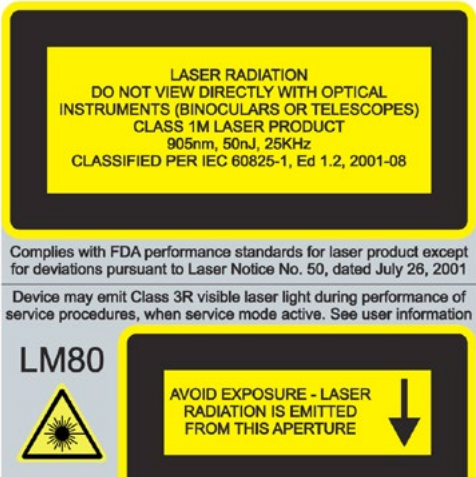 LASER RADIATION
DO NOT VIEW DIRECTLY WITH OPTICAL
INSTRUMENTS (BINOCULARS OR TELESCOPES)
CLASS 1M LASER PRODUCT
905nm, 50nJ, 25KHz
CLASSIFIED PER IEC 60825-1, Ed 1.2, 2001-08
Complies with FDA performance standards for laser product except
for deviations pursuant to Laser Notice No. 50, dated July 26, 2001
Device may emit Class 3R visible laser light during performance of
service procedures, when service mode active. See user information
LM80
AVOID EXPOSURE - LASER
RADIATION IS EMITTED
FROM THIS APERTURE